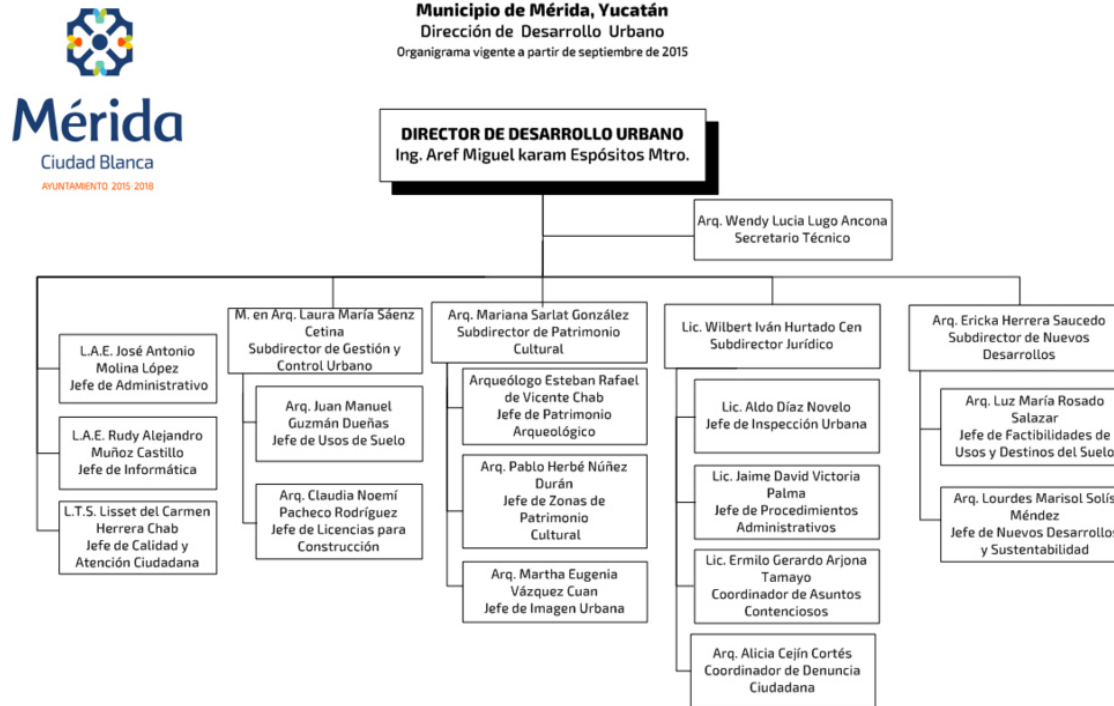 Mérida
Ciudad Blanca
AYUNTAMIENTO 2015-2018
Municipio de Mérida, Yucatán
Dirección de Desarrollo Urbano
Organigrama vigente a partir de septiembre de 2015
DIRECTOR DE DESARROLLO URBANO
Ing. Aref Miguel karam Espósitos Mtro.
Arq. Wendy Lucia Lugo Ancona
Secretario Técnico
L.A.E. José Antonio
Molina López
Jefe de Administrativo
L.A.E. Rudy Alejandro
Muñoz Castillo
Jefe de Informática
L.T.S. Lisset del Carmen
Herrera Chab
Jefe de Calidad y
Atención Ciudadana
M. en Arq. Laura María Sáenz
Cetina
Subdirector de Gestión y
Control Urbano
Arq. Juan Manuel
Guzmán Dueñas
Jefe de Usos de Suelo
Arq. Claudia Noemí
Pacheco Rodríguez
Jefe de Licencias para
Construcción
Arq. Mariana Sarlat González
Subdirector de Patrimonio
Cultural
Arqueólogo Esteban Rafael
de Vicente Chab
Jefe de Patrimonio
Arqueológico
Arq. Pablo Herbé Núñez
Durán
Jefe de Zonas de
Patrimonio
Cultural
Arq. Martha Eugenia
Vázquez Cuan
Jefe de Imagen Urbana
Lic. Wilbert Iván Hurtado Cen
Subdirector Jurídico
Lic. Aldo Díaz Novelo
Jefe de Inspección Urbana
Lic. Jaime David Victoria
Palma
Jefe de Procedimientos
Administrativos
Lic. Ermilo Gerardo Arjona
Tamayo
Coordinador de Asuntos
Contenciosos
Arq. Alicia Cejín Cortés
Coordinador de Denuncia
Ciudadana
Arq. Ericka Herrera Saucedo
Subdirector de Nuevos
Desarrollos
Arq. Luz María Rosado
Salazar
Jefe de Factibilidades de
Usos y Destinos del Suelo
Arq. Lourdes Marisol Solís
Méndez
Jefe de Nuevos Desarrollos
y Sustentabilidad